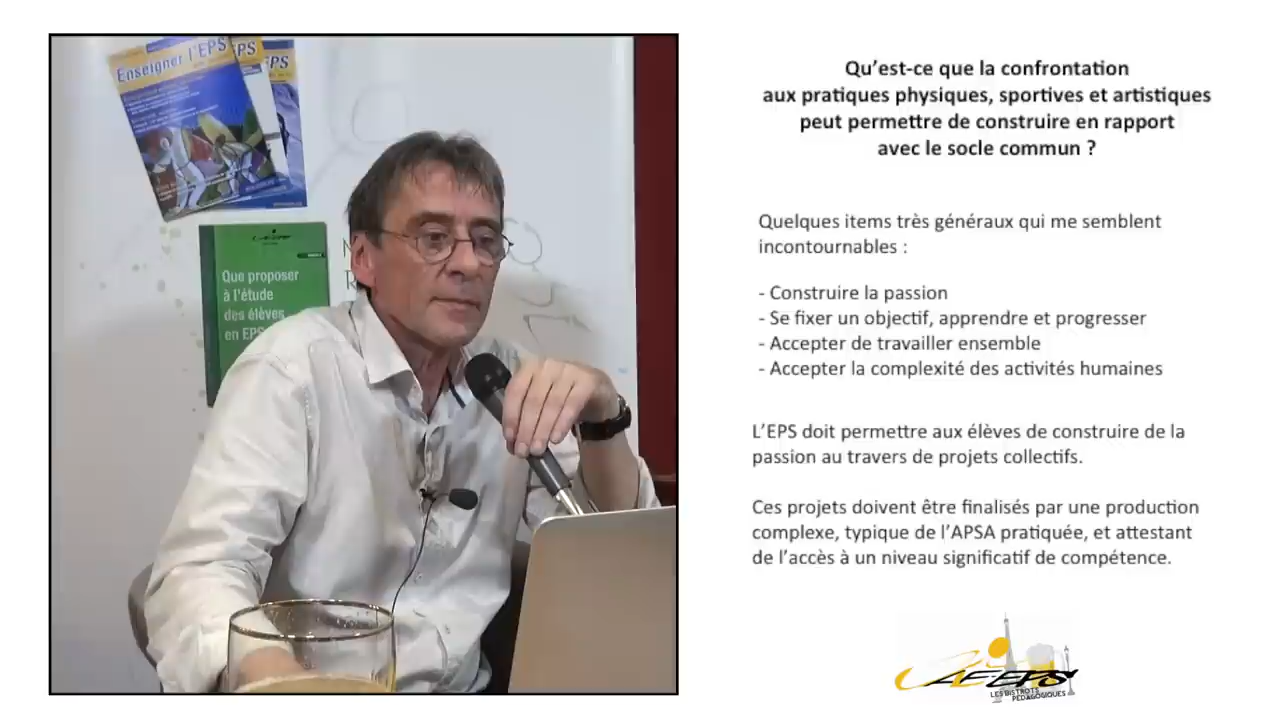 Enseigner l'EPS
EPS
EPS
Que proposer
à l'étude
des élèves
en EPS
Qu'est-ce que la confrontation
aux pratiques physiques, sportives et artistiques
peut permettre de construire en rapport
avec le socle commun ?
Quelques items très généraux qui me semblent
incontournables :
- Construire la passion
- Se fixer un objectif, apprendre et progresser
- Accepter de travailler ensemble
- Accepter la complexité des activités humaines
L'EPS doit permettre aux élèves de construire de la
passion au travers de projets collectifs.
Ces projets doivent être finalisés par une production
complexe, typique de l'APSA pratiquée, et attestant
de l'accès à un niveau significatif de compétence.
AE-EPS
LES BISTROTS
PÉDAGOGIQUES